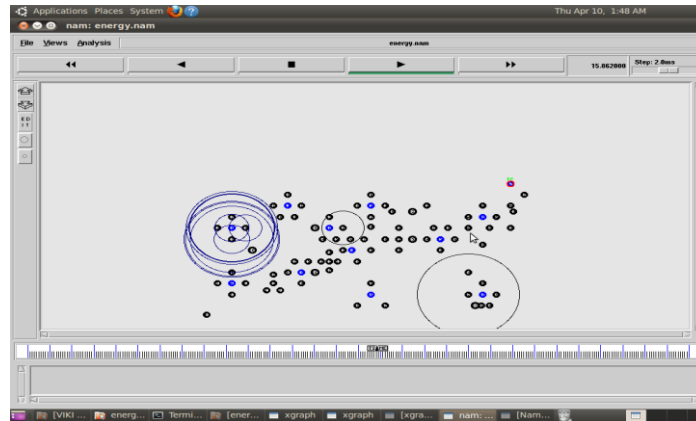 Applications Places System Thu Apr 10, 1:48 AM
nam: energy.nam
File Views Analysis energy.nam
15.862000 Step: 2.0ms
[VIKI ... energ... Termi... [ener... xgraph xgraph [xgra... nam: ... [Nam...